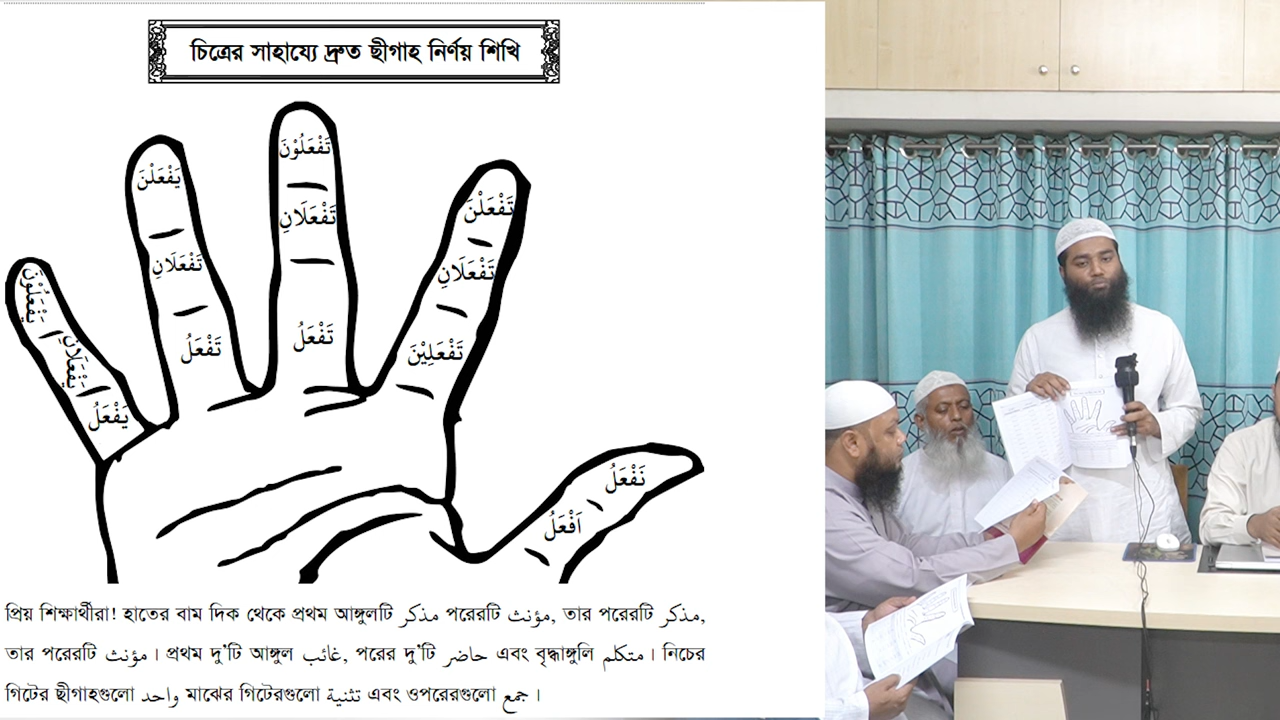 চিত্রের সাহায্যে দ্রুত ছীগাহ নির্ণয় শিখি
يَفْعَلُوْنَ
يَفْعَلَانِ
يَفْعَلُ
يَفْعَلْنَ
تَفْعَلَانِ
تَفْعَلُ
تَفْعَلُوْنَ
تَفْعَلَانِ
تَفْعَلُ
تَفْعَلْنَ
تَفْعَلَانِ
تَفْعَلِيْنَ
نَفْعَلُ
اَفْعَلُ
প্রিয় শিক্ষার্থীরা! হাতের বাম দিক থেকে প্রথম আঙ্গুলটি مذكر পরেরটি مؤنث, তার পরেরটি مذكر,
তার পরেরটি مؤنث। প্রথম দু'টি আঙ্গুল غائب, পরের দু'টি حاضر এবং বৃদ্ধাঙ্গুলি متكلم। নিচের
গিটের ছীগাহগুলো واحد মাঝের গিটেরগুলো تثنية এবং ওপরেরগুলো جمع।